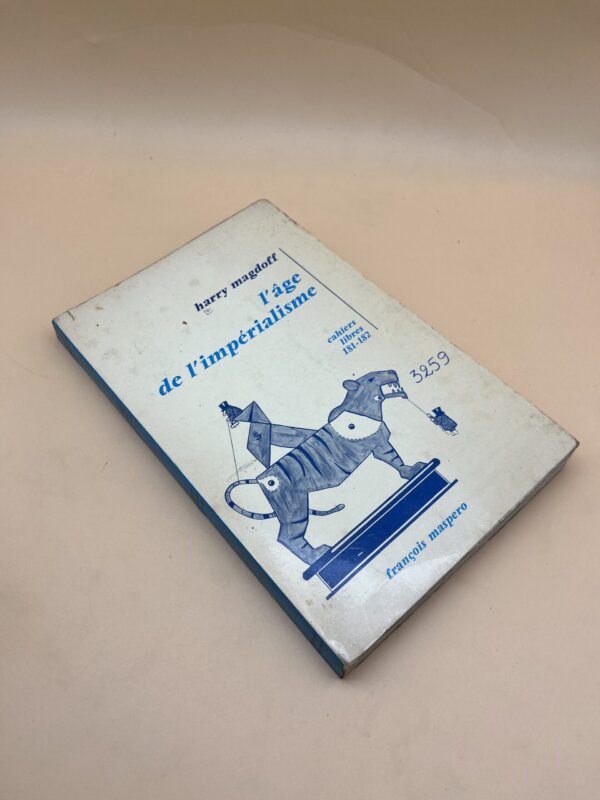 harry magdoff
l'âge
de l'impérialisme
cahiers
libres
181-182
3259
françois maspero